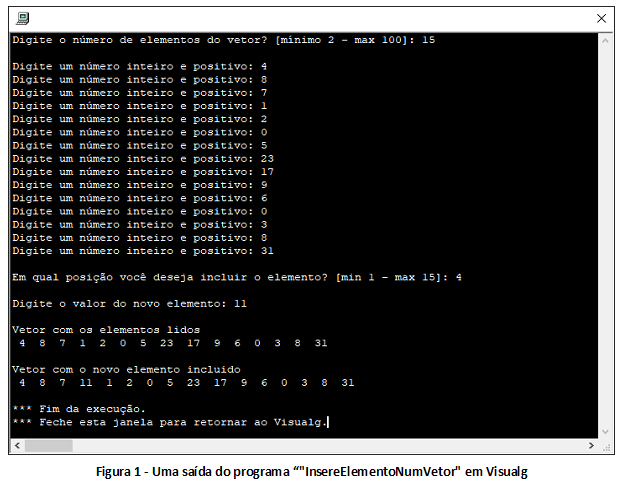 Digite o número de elementos do vetor? [mínimo 2 - max 100]: 15
Digite um número inteiro e positivo: 4
Digite um número inteiro e positivo: 8
Digite um número inteiro e positivo: 7
Digite um número inteiro e positivo: 1
Digite um número inteiro e positivo: 2
Digite um número inteiro e positivo: 0
Digite um número inteiro e positivo: 5
Digite um número inteiro e positivo: 23
Digite um número inteiro e positivo: 17
Digite um número inteiro e positivo: 9
Digite um número inteiro e positivo: 6
Digite um número inteiro e positivo: 0
Digite um número inteiro e positivo: 3
Digite um número inteiro e positivo: 8
Digite um número inteiro e positivo: 31
Em qual posição você deseja incluir o elemento? [min 1 - max 15]: 4
Digite o valor do novo elemento: 11
Vetor com os elementos lidos
4 8 7 1 2 0 5 23 17 9 6 0 3 8 31
Vetor com o novo elemento incluido
4 8 7 11 1 2 0 5 23 17 9 6 0 3 8 31
*** Fim da execução.
*** Feche esta janela para retornar ao Visualg.
Figura 1 - Uma saída do programa “"InsereElementoNumVetor" em Visualg